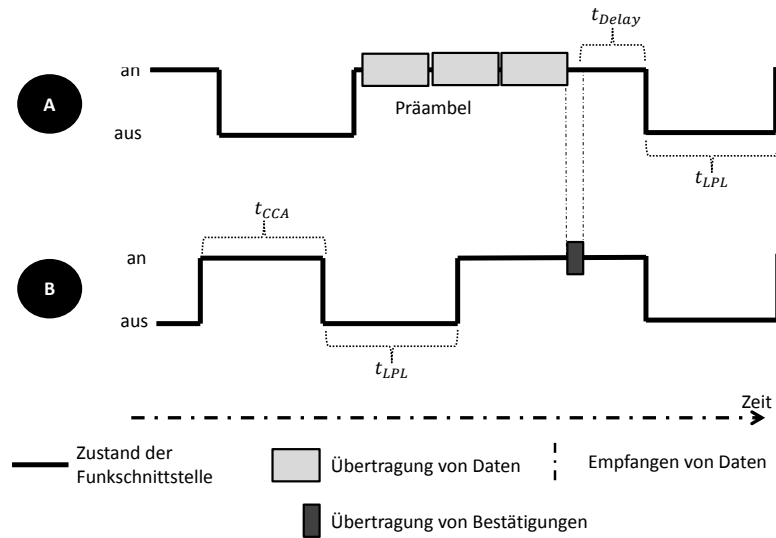 t_Delay
an
A
Präambel
aus
t_LPL
t_CCA
an
B
aus
t_LPL
Zeit
Zustand der
Funkschnittstelle
Übertragung von Daten
Empfangen von Daten
Übertragung von Bestätigungen